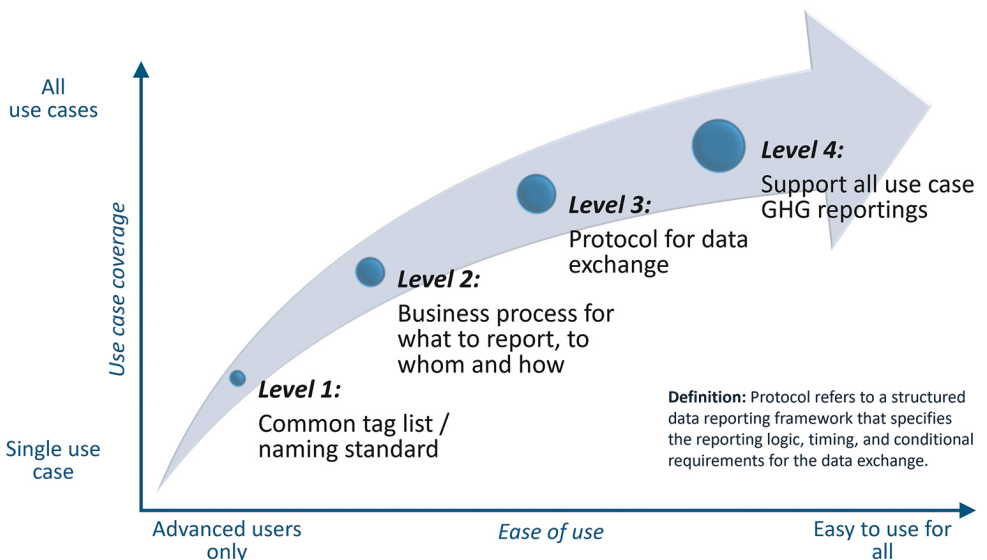 All
use cases
Use case coverage
Single use
case
Level 4:
Support all use case
GHG reportings
Level 3:
Protocol for data
exchange
Level 2:
Business process for
what to report, to
whom and how
Level 1:
Common tag list /
naming standard
Definition: Protocol refers to a structured
data reporting framework that specifies
the reporting logic, timing, and conditional
requirements for the data exchange.
Advanced users
only
Ease of use
Easy to use for
all